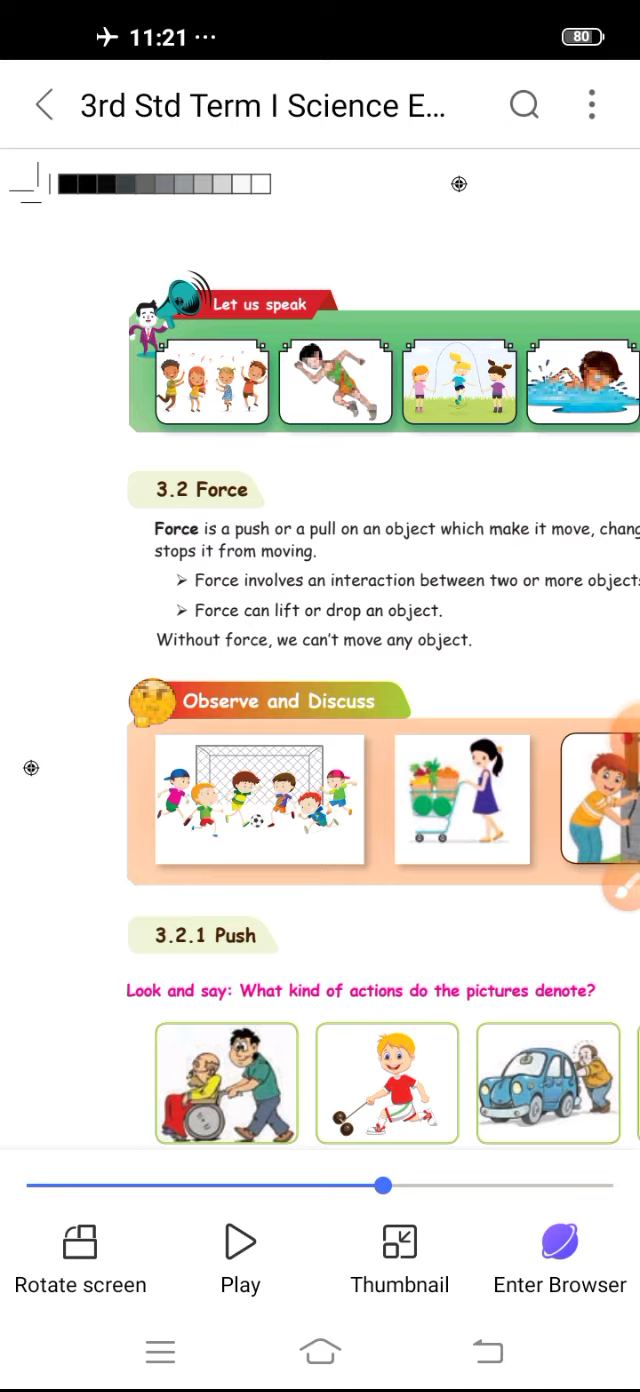 11:21 ...
80
3rd Std Term I Science E...
Let us speak
3.2 Force
Force is a push or a pull on an object which make it move,
stops it from moving.
➢ Force involves an interaction between two or more
➢ Force can lift or drop an object.
Without force, we can't move any object.
Observe and Discuss
3.2.1 Push
Look and say: What kind of actions do the pictures denote?
Rotate screen
Play
Thumbnail
Enter Browser